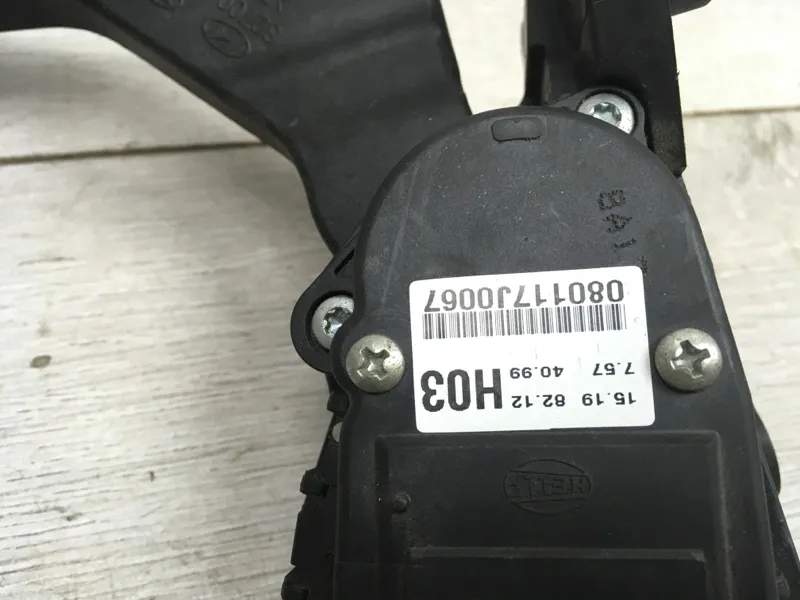 080117J0067
H03
15.19 82.12
7.57 40.99
HELLA